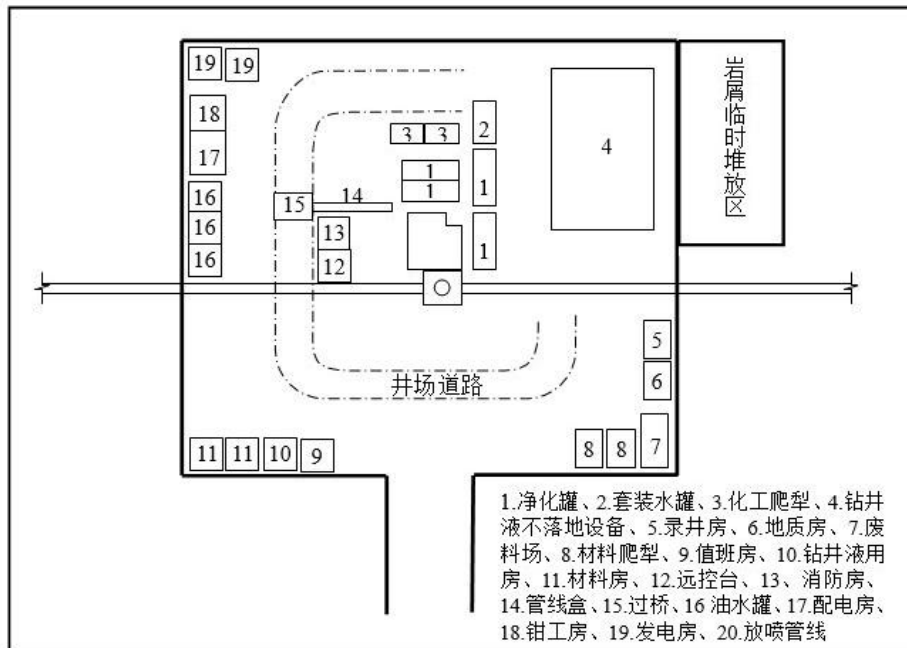 19 19
岩屑临时堆放区
18
2
3 3
4
17
1
1
1
16
14
15
16
13
1
16
12
5
井场道路
6
11 11 10 9
8 8 7
1.净化罐、2.套装水罐、3.化工爬犁、4.钻井
液不落地设备、5.录井房、6.地质房、7.废
料场、8.材料爬犁、9.值班房、10.钻井液用
房、11.材料房、12.远控台、13、消防房、
14.管线盒、15.过桥、16 油水罐、17.配电房、
18.钳工房、19.发电房、20.放喷管线